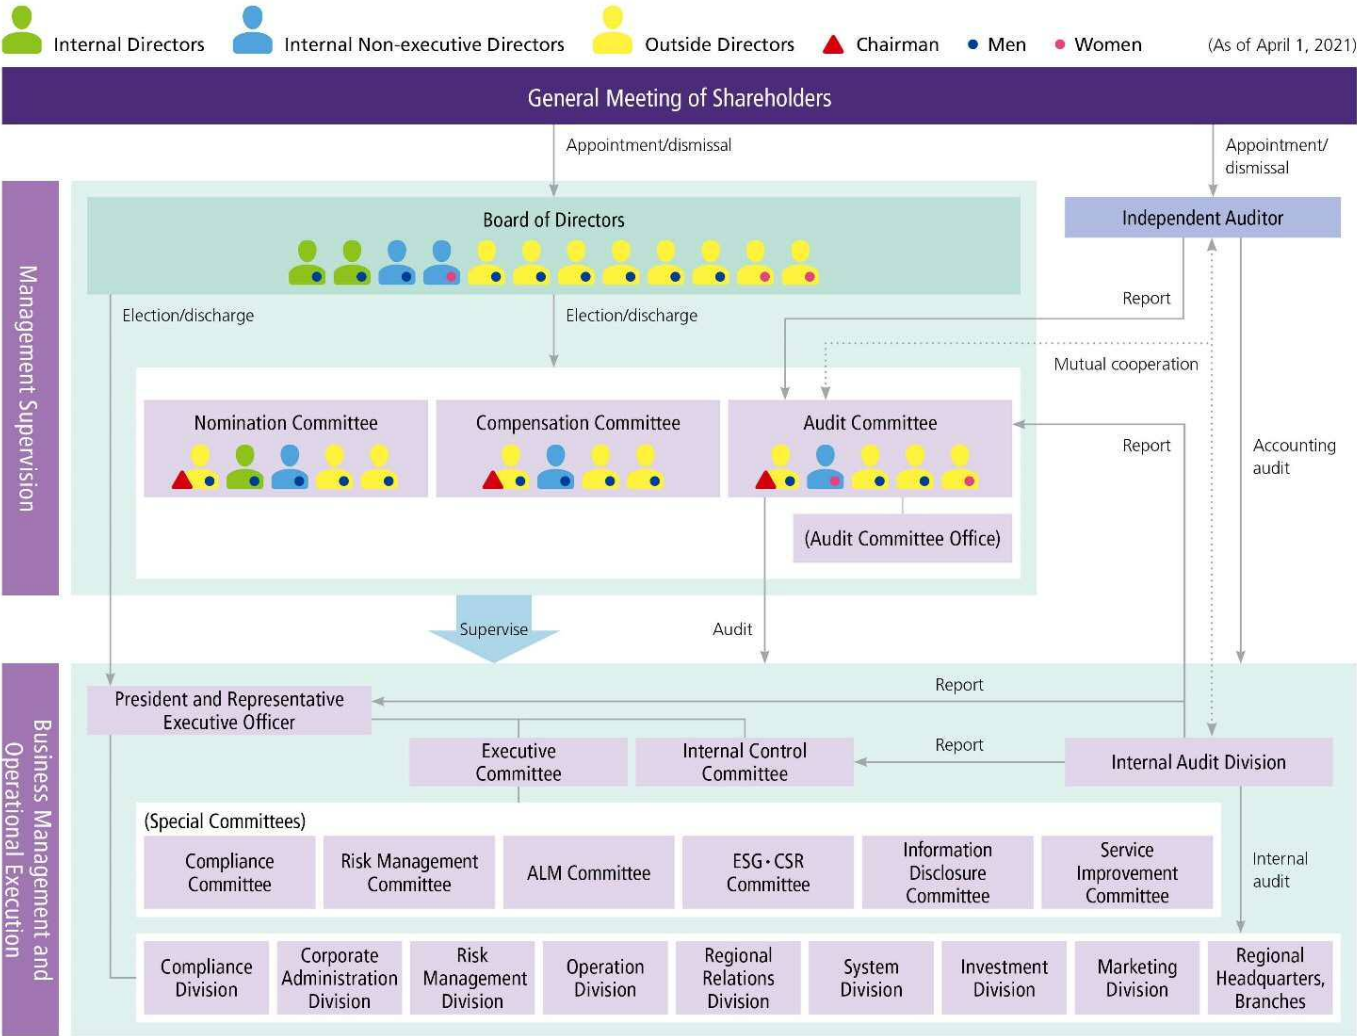 Internal Directors
Internal Non-executive Directors
Outside Directors
Chairman
Men
Women
(As of April 1, 2021)
General Meeting of Shareholders
Appointment/dismissal
Appointment/
dismissal
Management Supervision
Board of Directors
Independent Auditor
Election/discharge
Election/discharge
Report
Mutual cooperation
Nomination Committee
Compensation Committee
Audit Committee
Report
Accounting
audit
(Audit Committee Office)
Supervise
Audit
Business Management and
Operational Execution
President and Representative
Executive Officer
Report
Executive
Committee
Internal Control
Committee
Report
Internal Audit Division
(Special Committees)
Compliance
Committee
Risk Management
Committee
ALM Committee
ESG・CSR
Committee
Information
Disclosure
Committee
Service
Improvement
Committee
Internal
audit
Compliance
Division
Corporate
Administration
Division
Risk
Management
Division
Operation
Division
Regional
Relations
Division
System
Division
Investment
Division
Marketing
Division
Regional
Headquarters,
Branches